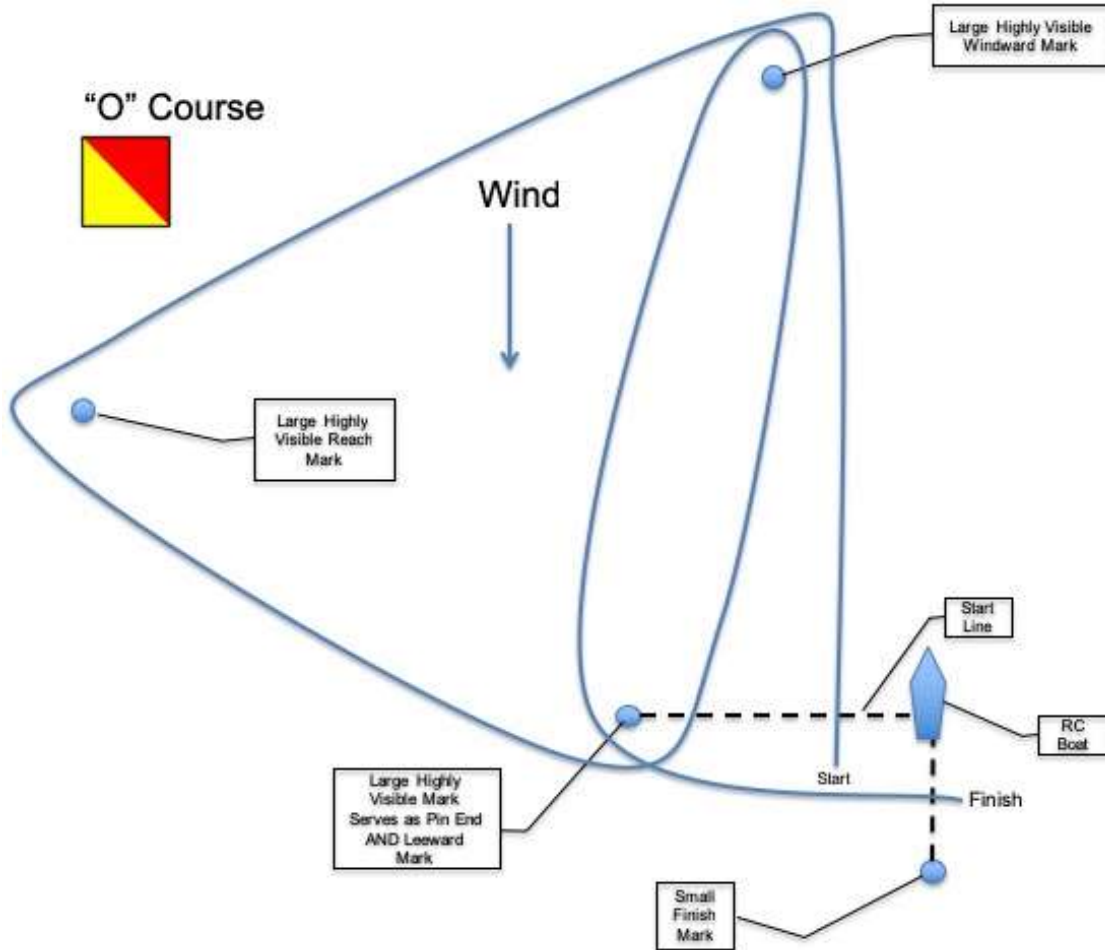 Large Highly Visible
Windward Mark
“O” Course
Wind
Large Highly
Visible Reach
Mark
Start
Line
RC
Boat
Start
Finish
Large Highly
Visible Mark
Serves as Pin End
AND Leeward
Mark
Small
Finish
Mark